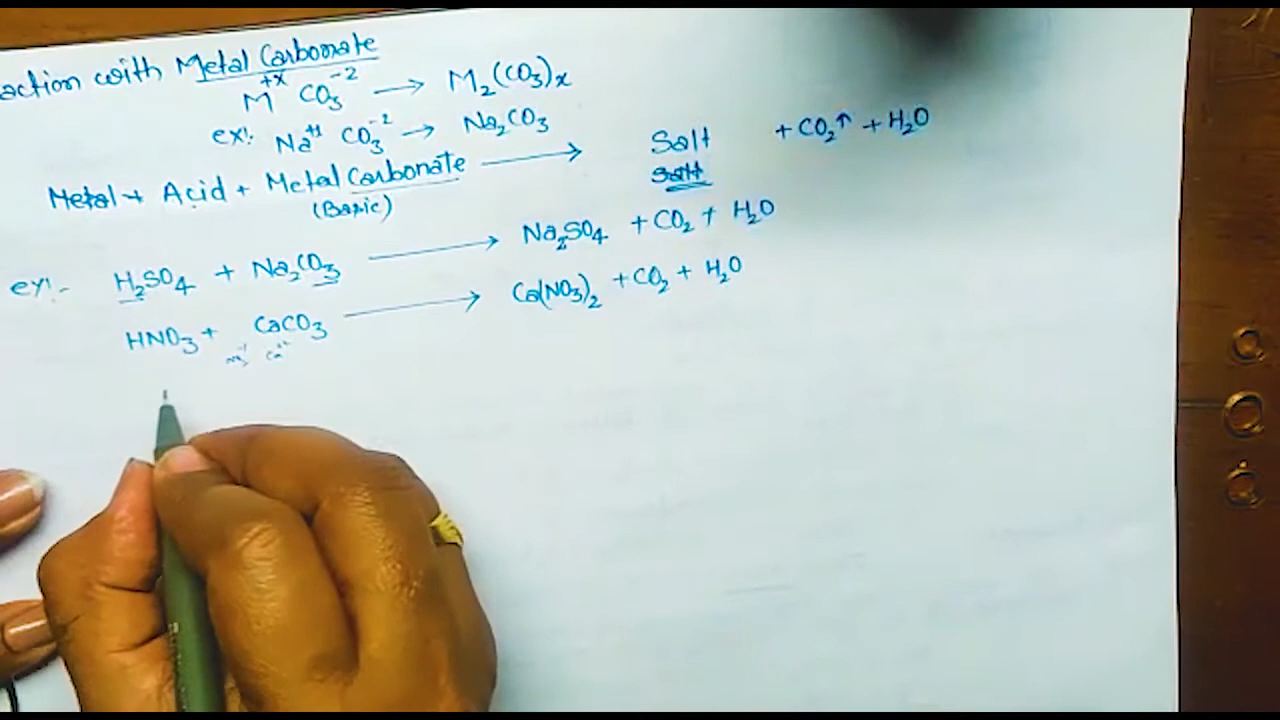 action with Metal Carbonate
M⁺ˣ CO₃⁻² → M₂(CO₃)ₓ
ex!: Na⁺¹ CO₃⁻² → Na₂CO₃
Metal + Acid + Metal Carbonate → Salt + CO₂↑ + H₂O
(Basic) Salt
ex!- H₂SO₄ + Na₂CO₃ → Na₂SO₄ + CO₂ + H₂O
HNO₃ + CaCO₃ → Ca(NO₃)₂ + CO₂ + H₂O